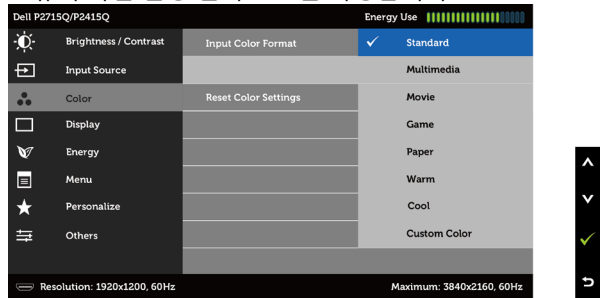 Dell P2715Q/P2415Q
Energy Use
Brightness / Contrast
Input Color Format
Standard
Input Source
Multimedia
Color
Reset Color Settings
Movie
Display
Game
Energy
Paper
Menu
Warm
Personalize
Cool
Others
Custom Color
Resolution: 1920x1200, 60Hz
Maximum: 3840x2160, 60Hz